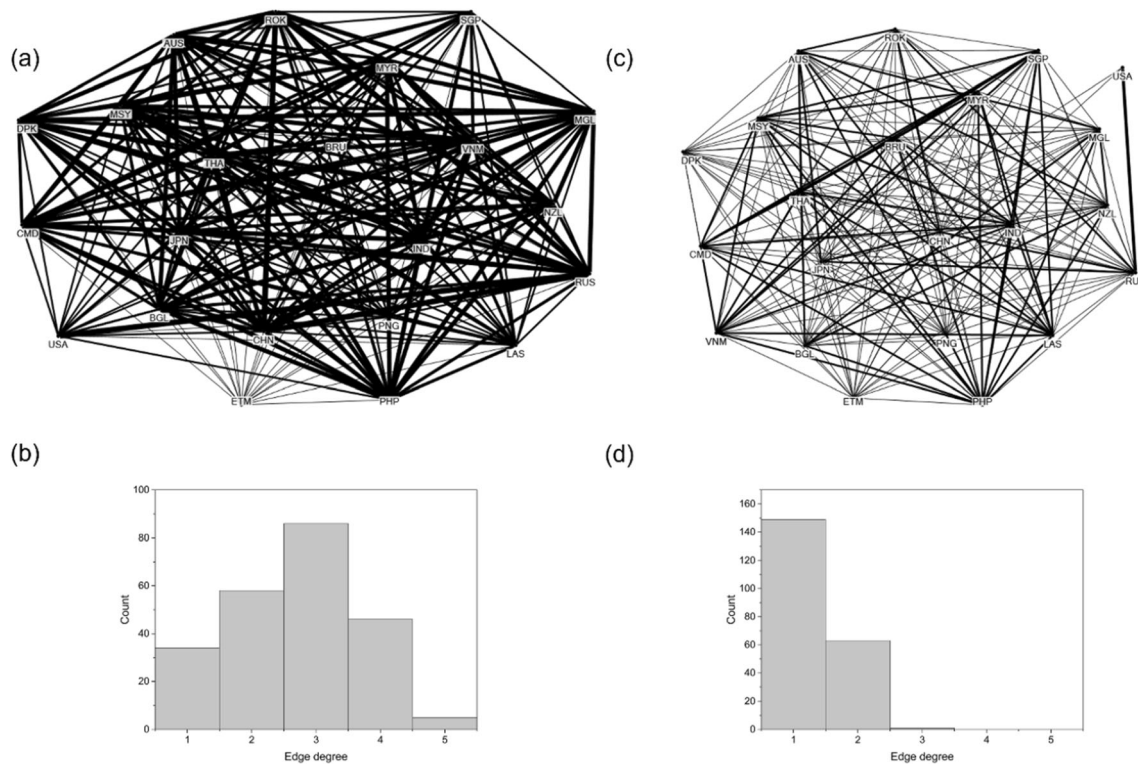 (a)
ROK
SGP
AUS
MYR
MSY
DPK
MGL
BRU
VNM
THA
NZL
CMD
JPN
IND
RUS
BGL
PNG
CHN
USA
LAS
ETM
PHP
(c)
ROK
AUS
SGP
USA
MYR
MSY
MGL
BRU
DPK
THA
NZL
IND
CHN
CMD
JPN
RU
VNM
PNG
LAS
BGL
ETM
PHP
(b)
100
80
60
40
20
0
Count
1 2 3 4 5
Edge degree
(d)
160
140
120
100
80
60
40
20
0
Count
1 2 3 4 5
Edge degree